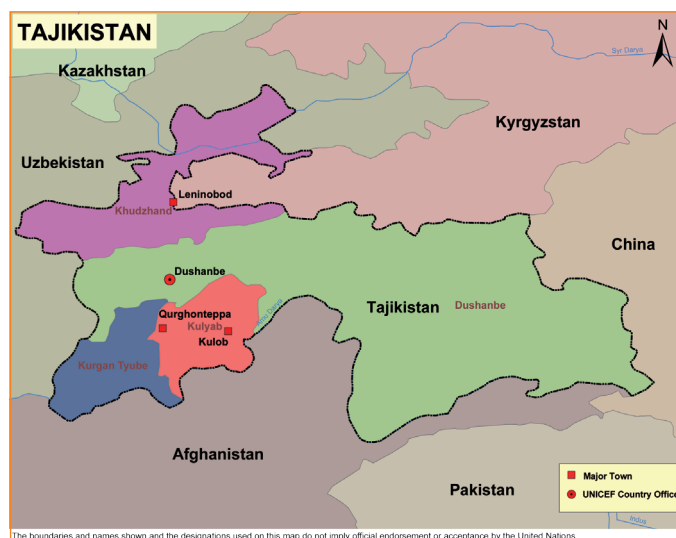 TAJIKISTAN
N
Kazakhstan
Syr Darya
Kyrgyzstan
Uzbekistan
Leninobod
Khudzhand
China
Dushanbe
Tajikistan
Dushanbe
Qurghonteppa
Kulyab
Kulob
Kurgan Tyube
Afghanistan
Major Town
Pakistan
UNICEF Country Office
Indos
The boundaries and names shown and the designations used on this map do not imply official endorsement or acceptance by the United Nations